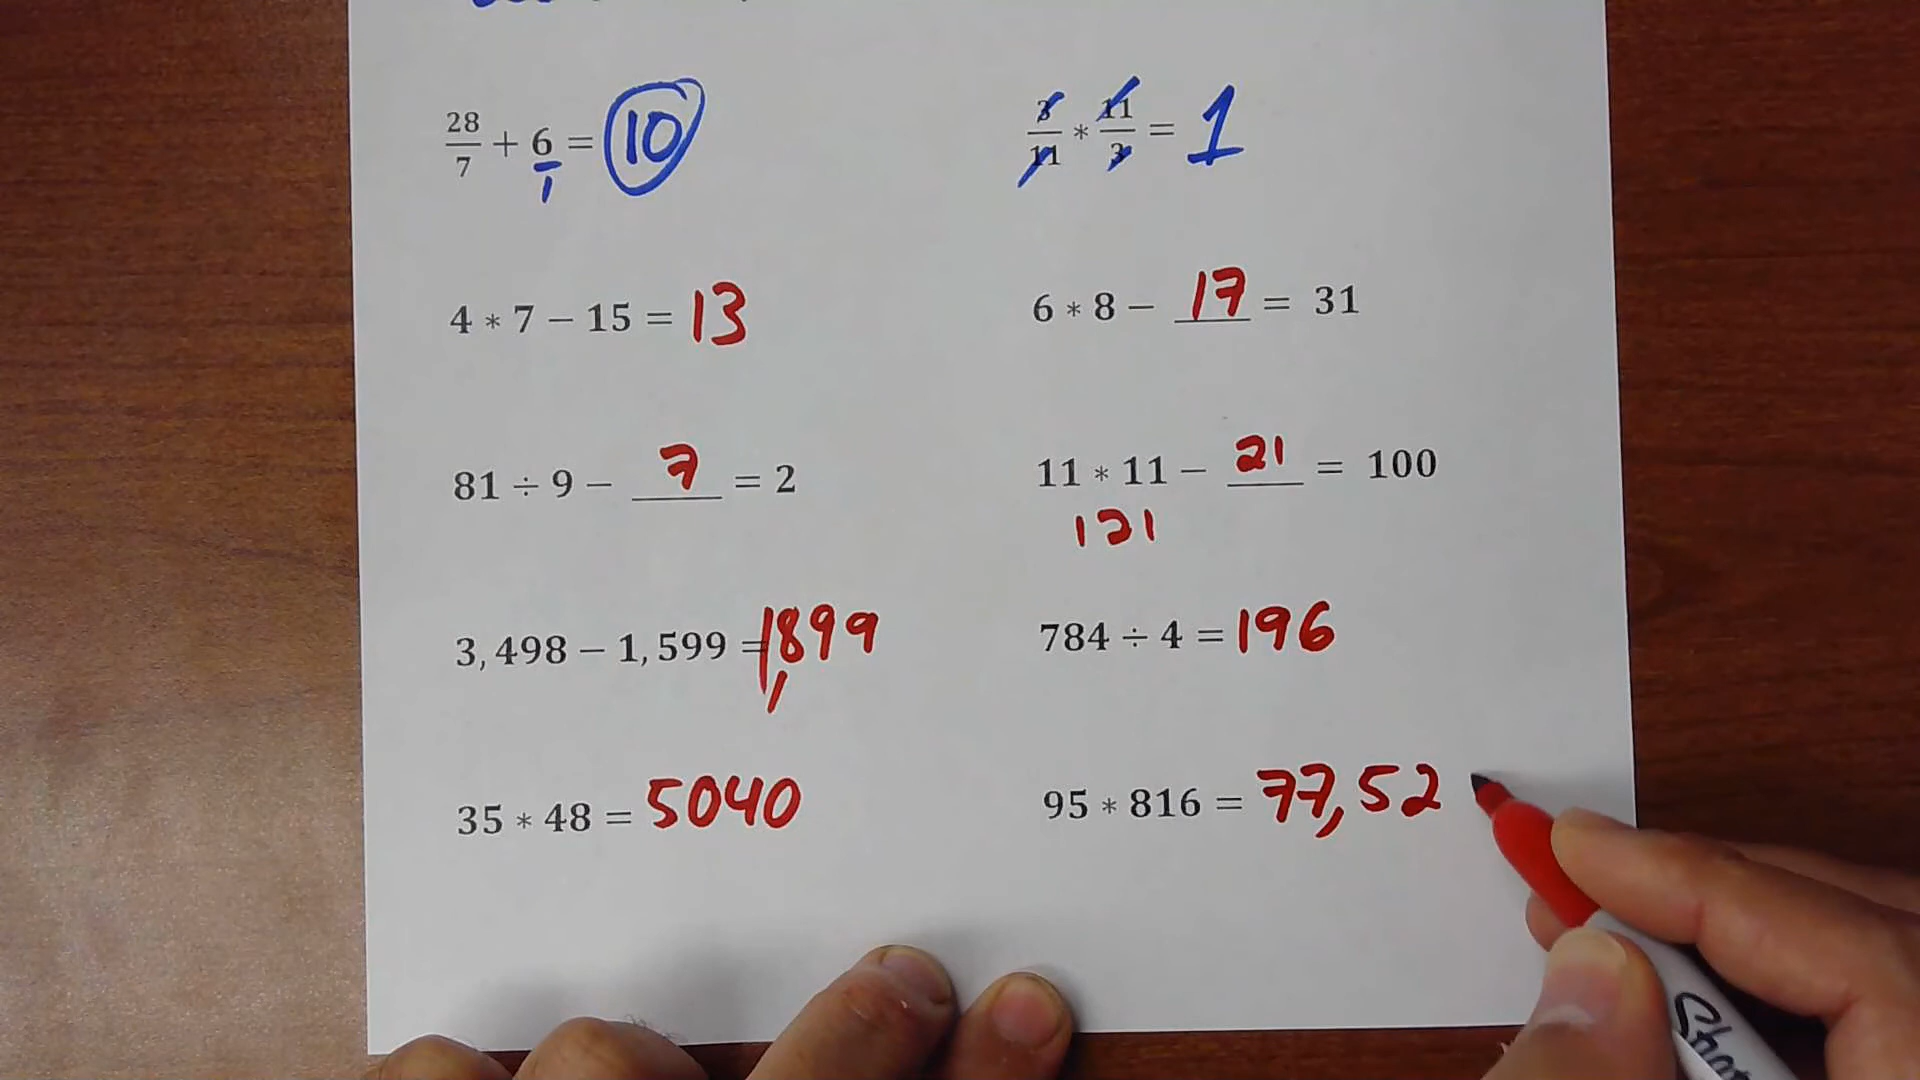 28/7 + 6/1 = 10
3/11 * 11/3 = 1
4 * 7 − 15 = 13
6 * 8 − 17 = 31
81 ÷ 9 − 7 = 2
11 * 11 − 21 = 100
121
3,498 − 1,599 = 1,899
784 ÷ 4 = 196
35 * 48 = 5040
95 * 816 = 77,52